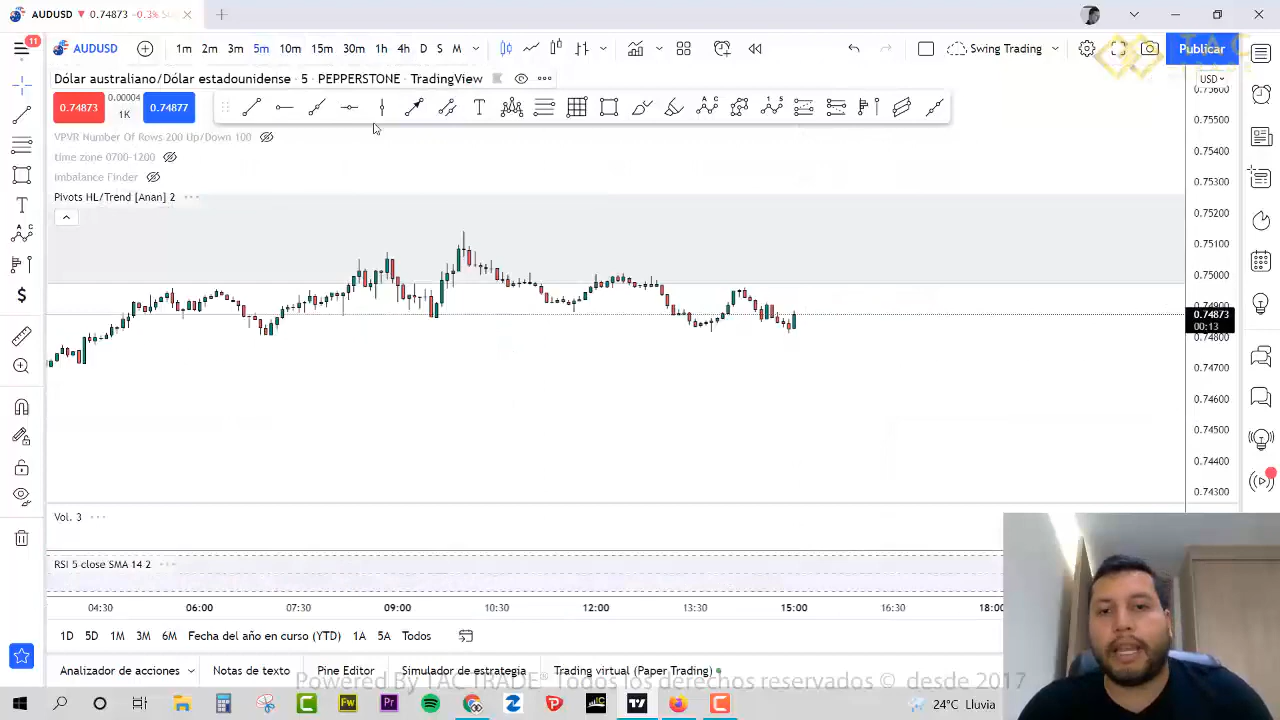 AUDUSD 0.74873 −0.3%
11
AUDUSD 1m 2m 3m 5m 10m 15m 30m 1h 4h D S M Swing Trading Publicar
Dólar australiano/Dólar estadounidense · 5 · PEPPERSTONE · TradingView
USD
0.74873 0.00004 1K 0.74877
VPVR Number Of Rows 200 Up/Down 100
time zone 0700-1200
Imbalance Finder
Pivots HL/Trend [Anan] 2
0.75600
0.75500
0.75400
0.75300
0.75200
0.75100
0.75000
0.74900
0.74873
00:13
0.74800
0.74700
0.74600
0.74500
0.74400
0.74300
Vol. 3
RSI 5 close SMA 14 2
04:30 06:00 07:30 09:00 10:30 12:00 13:30 15:00 16:30 18:00
1D 5D 1M 3M 6M Fecha del año en curso (YTD) 1A 5A Todos
Analizador de acciones Notas de texto Pine Editor Simulador de estrategia Trading virtual (Paper Trading)
Powered By TAC TRADE® Todos los derechos reservados © desde 2017
24°C Lluvia